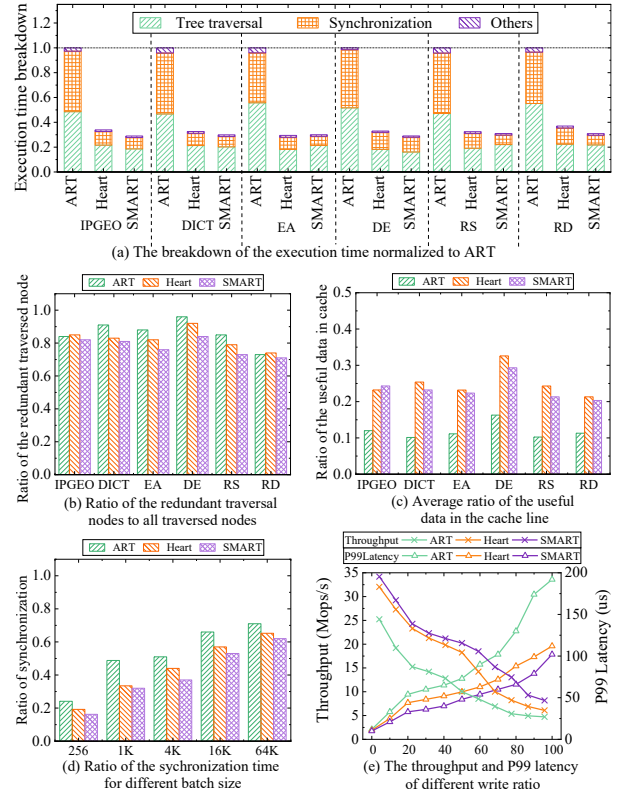 Tree traversal Synchronization Others
Execution time breakdown
1.2
1.0
0.8
0.6
0.4
0.2
0.0
ART Heart SMART ART Heart SMART ART Heart SMART ART Heart SMART ART Heart SMART ART Heart SMART
IPGEO DICT EA DE RS RD
(a) The breakdown of the execution time normalized to ART
ART Heart SMART
Ratio of the redundant traversed node
1.0
0.8
0.6
0.4
0.2
0.0
IPGEO DICT EA DE RS RD
(b) Ratio of the redundant traversal
nodes to all traversed nodes
ART Heart SMART
Ratio of the useful data in cache
0.5
0.4
0.3
0.2
0.1
0.0
IPGEO DICT EA DE RS RD
(c) Average ratio of the useful
data in the cache line
ART Heart SMART
Ratio of synchronization
1.0
0.8
0.6
0.4
0.2
0.0
256 1K 4K 16K 64K
(d) Ratio of the sychronization time
for different batch size
Throughput ART Heart SMART
P99Latency ART Heart SMART
Throughput (Mops/s)
35
30
25
20
15
10
5
0
P99 Latency (us)
200
150
100
50
0
0 20 40 60 80 100
(e) The throughput and P99 latency
of different write ratio